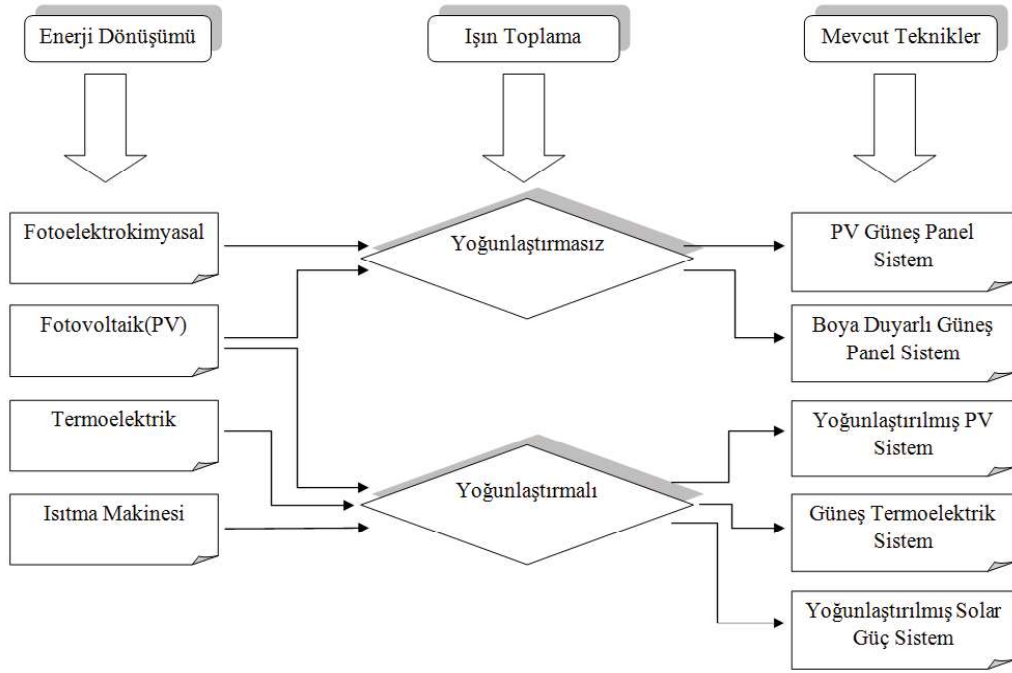 Enerji Dönüşümü
Işın Toplama
Mevcut Teknikler
Fotoelektrokimyasal
Fotovoltaik(PV)
Termoelektrik
Isıtma Makinesi
Yoğunlaştırmasız
Yoğunlaştırmalı
PV Güneş Panel
Sistem
Boya Duyarlı Güneş
Panel Sistem
Yoğunlaştırılmış PV
Sistem
Güneş Termoelektrik
Sistem
Yoğunlaştırılmış Solar
Güç Sistem